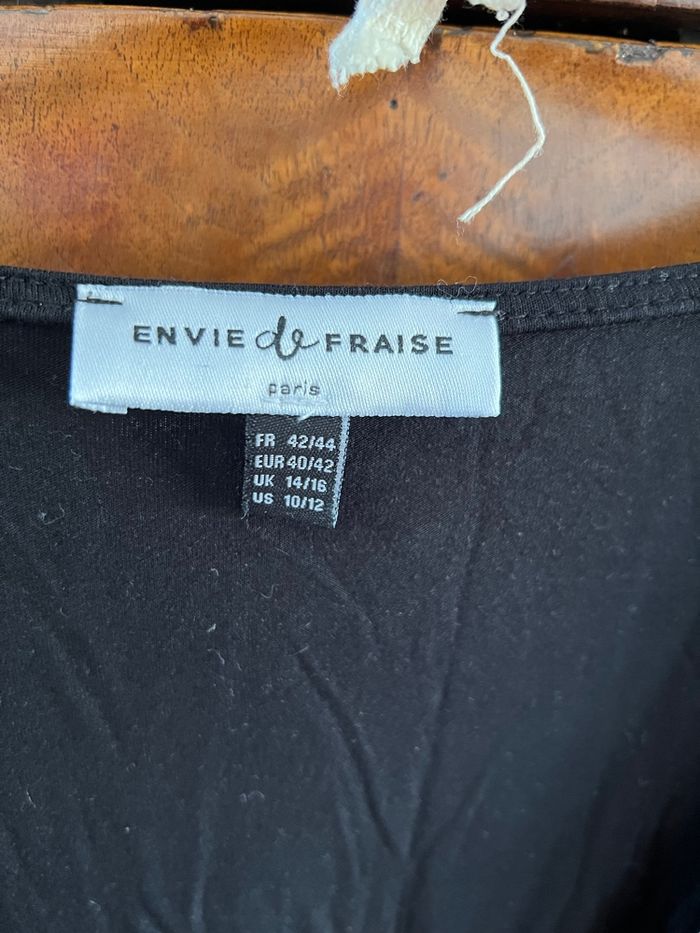 ENVIE de FRAISE
paris
FR 42/44
EUR 40/42
UK 14/16
US 10/12